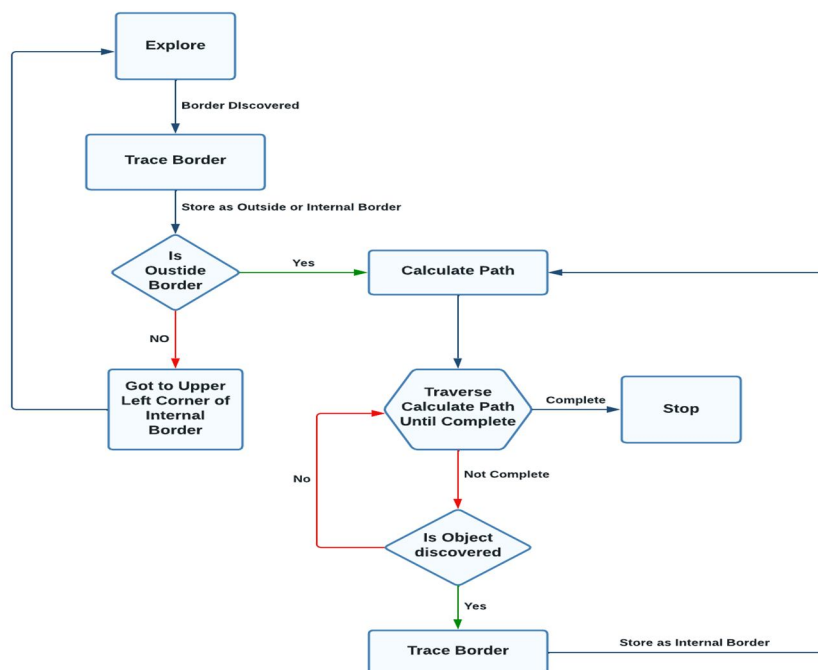 Explore
Border DIscovered
Trace Border
Store as Outside or Internal Border
Is
Oustide
Border
Yes
Calculate Path
NO
Got to Upper
Left Corner of
Internal
Border
Traverse
Calculate Path
Until Complete
Complete
Stop
Not Complete
No
Is Object
discovered
Yes
Trace Border
Store as Internal Border